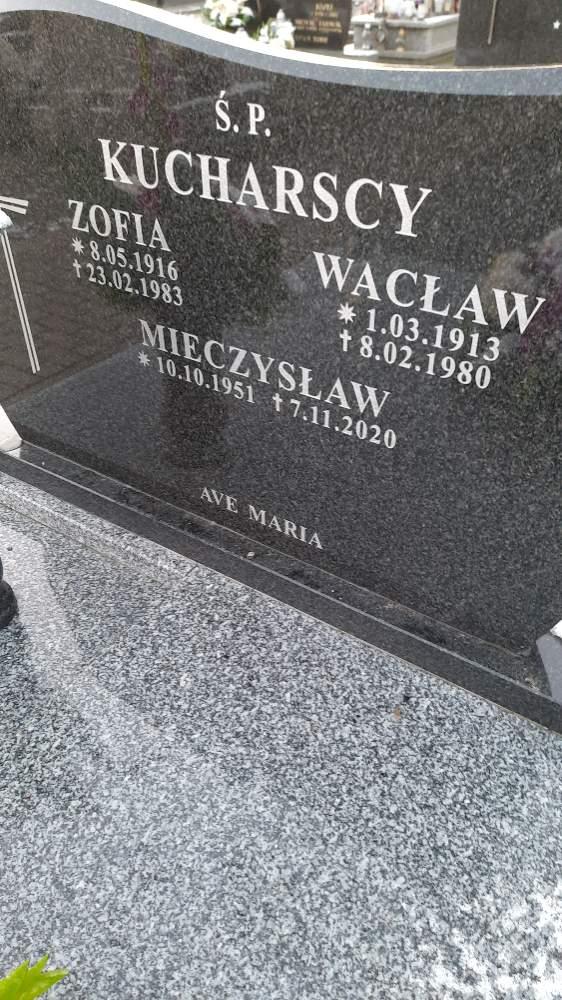 Ś. P.
KUCHARSCY
ZOFIA
* 8.05.1916
† 23.02.1983
WACŁAW
* 1.03.1913
† 8.02.1980
MIECZYSŁAW
* 10.10.1951 † 7.11.2020
AVE MARIA